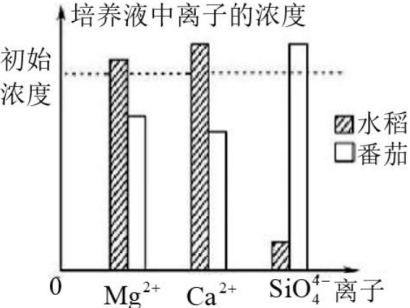 培养液中离子的浓度
初始
浓度
水稻
番茄
0
Mg²⁺ Ca²⁺ SiO₄⁴⁻ 离子